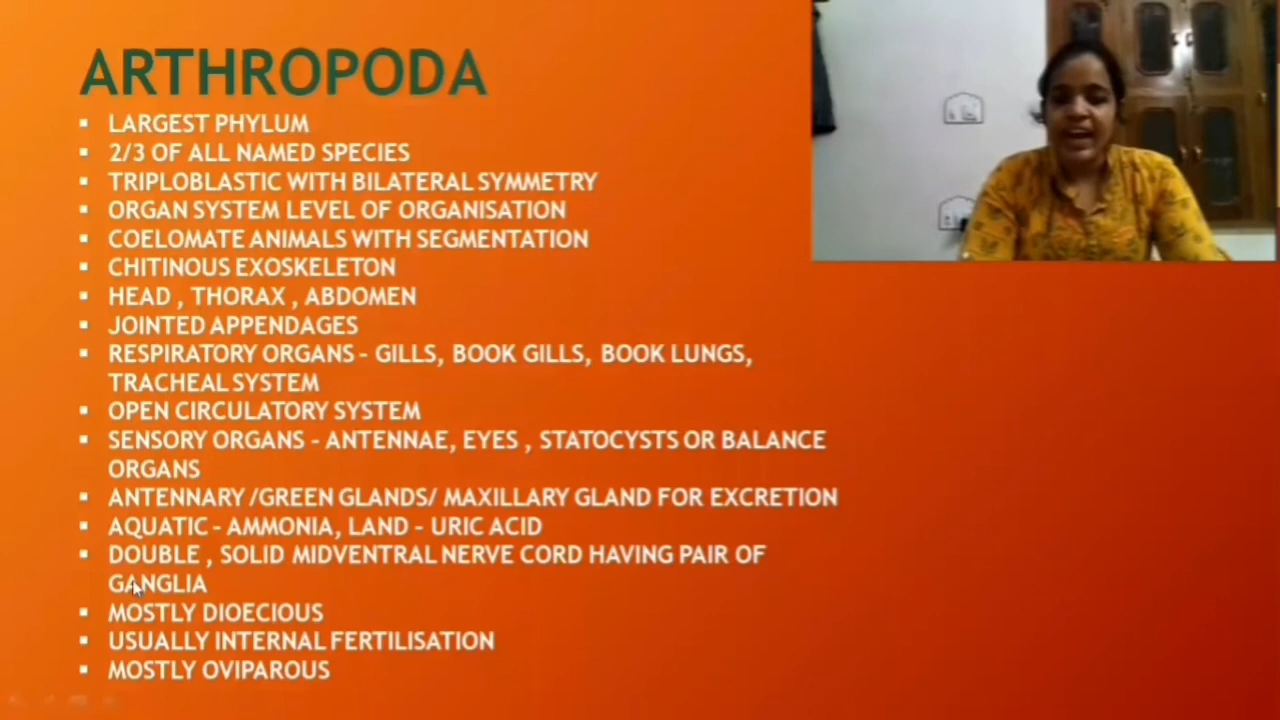 ARTHROPODA
▪ LARGEST PHYLUM
▪ 2/3 OF ALL NAMED SPECIES
▪ TRIPLOBLASTIC WITH BILATERAL SYMMETRY
▪ ORGAN SYSTEM LEVEL OF ORGANISATION
▪ COELOMATE ANIMALS WITH SEGMENTATION
▪ CHITINOUS EXOSKELETON
▪ HEAD , THORAX , ABDOMEN
▪ JOINTED APPENDAGES
▪ RESPIRATORY ORGANS – GILLS, BOOK GILLS, BOOK LUNGS,
TRACHEAL SYSTEM
▪ OPEN CIRCULATORY SYSTEM
▪ SENSORY ORGANS – ANTENNAE, EYES , STATOCYSTS OR BALANCE
ORGANS
▪ ANTENNARY /GREEN GLANDS/ MAXILLARY GLAND FOR EXCRETION
▪ AQUATIC – AMMONIA, LAND – URIC ACID
▪ DOUBLE , SOLID MIDVENTRAL NERVE CORD HAVING PAIR OF
GANGLIA
▪ MOSTLY DIOECIOUS
▪ USUALLY INTERNAL FERTILISATION
▪ MOSTLY OVIPAROUS